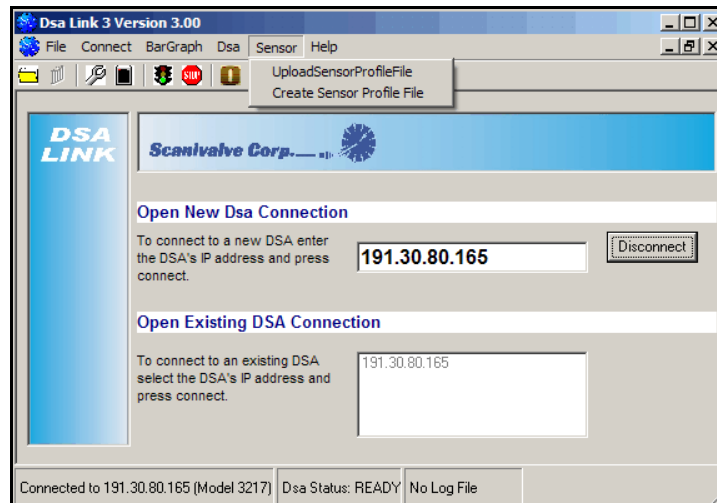 Dsa Link 3 Version 3.00
File Connect BarGraph Dsa Sensor Help
UploadSensorProfileFile
Create Sensor Profile File
STOP
DSA
LINK
Scanivalve Corp.
Open New Dsa Connection
To connect to a new DSA enter
the DSA's IP address and press
connect.
191.30.80.165
Disconnect
Open Existing DSA Connection
To connect to an existing DSA
select the DSA's IP address and
press connect.
191.30.80.165
Connected to 191.30.80.165 (Model 3217) Dsa Status: READY No Log File